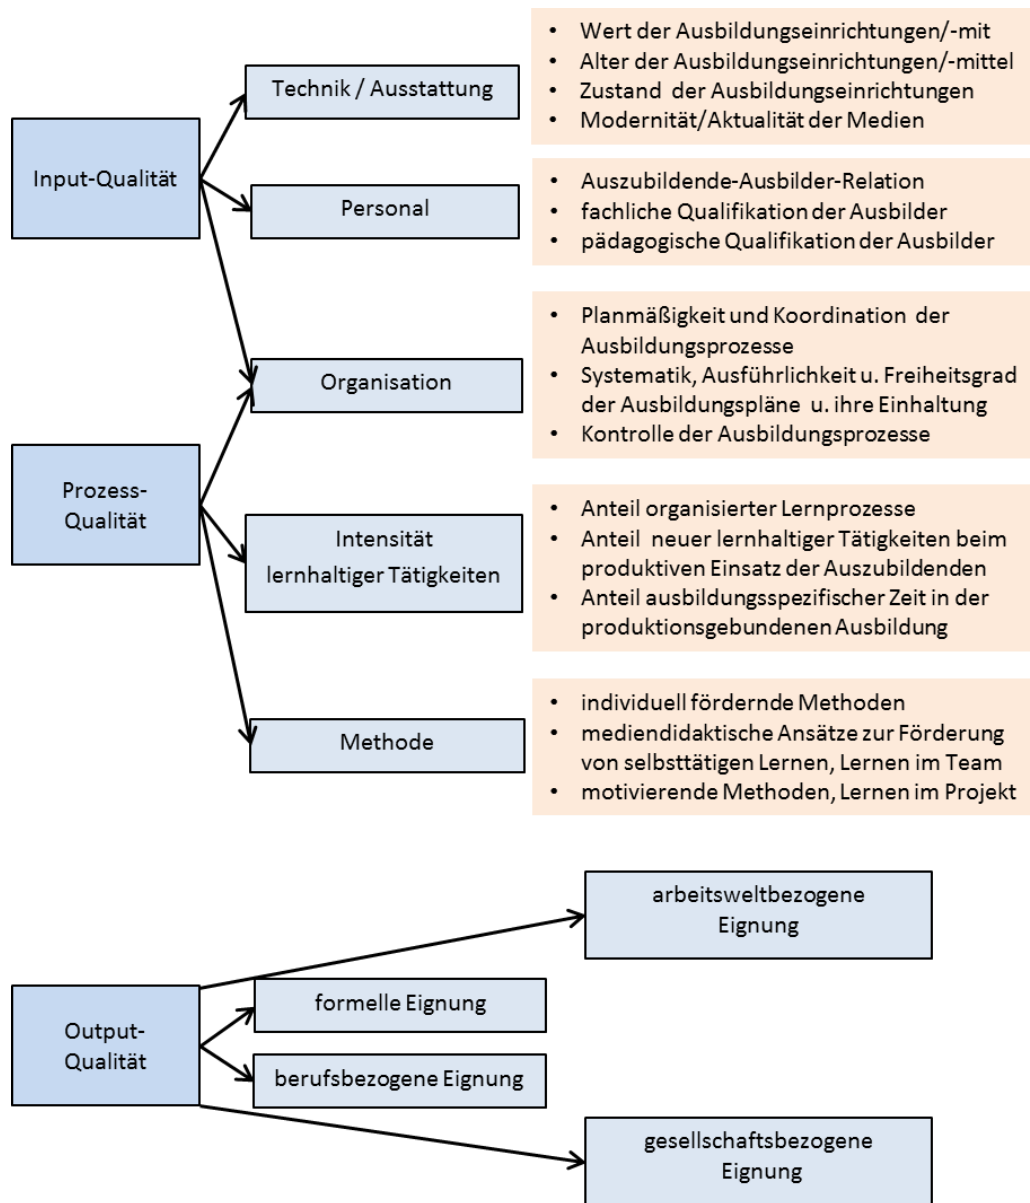 Input-Qualität
Technik / Ausstattung
• Wert der Ausbildungseinrichtungen/-mit
• Alter der Ausbildungseinrichtungen/-mittel
• Zustand der Ausbildungseinrichtungen
• Modernität/Aktualität der Medien
Personal
• Auszubildende-Ausbilder-Relation
• fachliche Qualifikation der Ausbilder
• pädagogische Qualifikation der Ausbilder
Organisation
• Planmäßigkeit und Koordination der
Ausbildungsprozesse
• Systematik, Ausführlichkeit u. Freiheitsgrad
der Ausbildungspläne u. ihre Einhaltung
• Kontrolle der Ausbildungsprozesse
Prozess-
Qualität
Intensität
lernhaltiger Tätigkeiten
• Anteil organisierter Lernprozesse
• Anteil neuer lernhaltiger Tätigkeiten beim
produktiven Einsatz der Auszubildenden
• Anteil ausbildungsspezifischer Zeit in der
produktionsgebundenen Ausbildung
Methode
• individuell fördernde Methoden
• mediendidaktische Ansätze zur Förderung
von selbsttätigen Lernen, Lernen im Team
• motivierende Methoden, Lernen im Projekt
arbeitsweltbezogene
Eignung
Output-
Qualität
formelle Eignung
berufsbezogene Eignung
gesellschaftsbezogene
Eignung